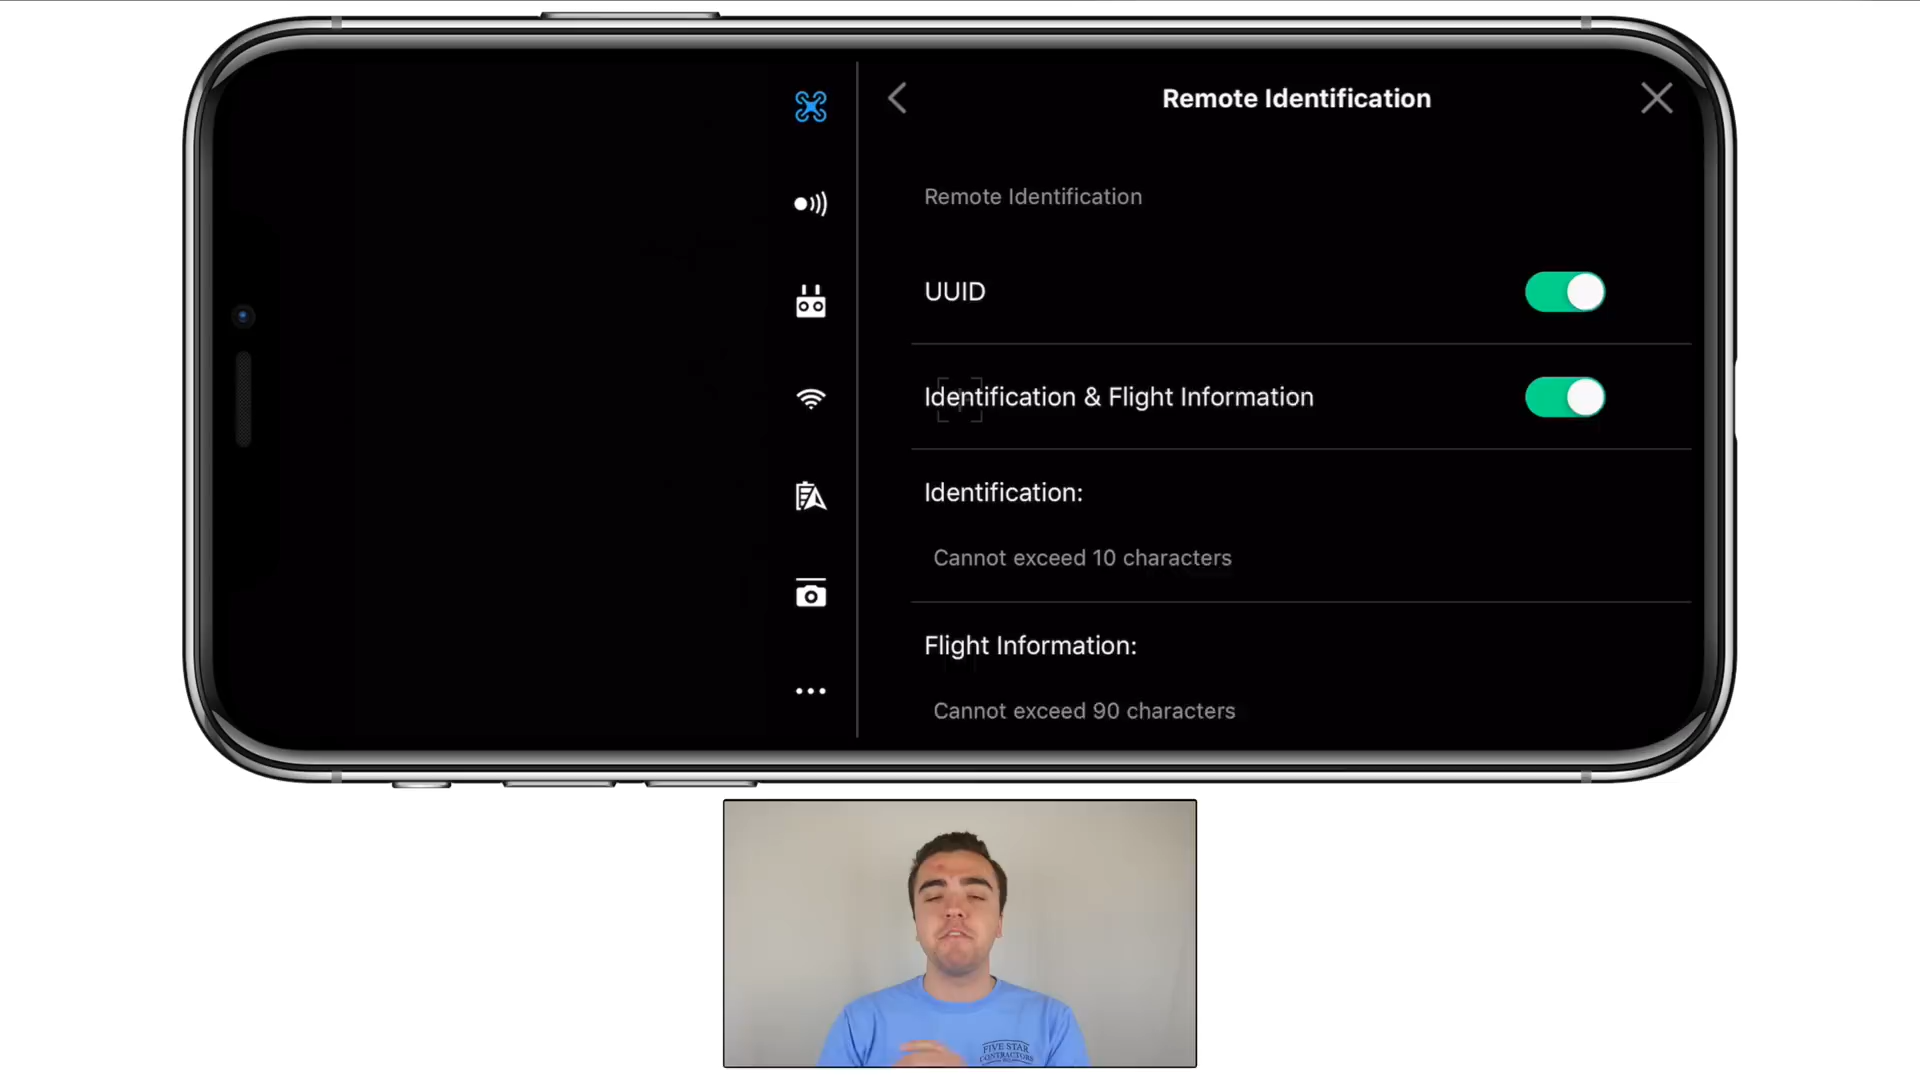 Remote Identification
Remote Identification
UUID
Identification & Flight Information
Identification:
Cannot exceed 10 characters
Flight Information:
Cannot exceed 90 characters
FIVE STAR
CONTRACTORS